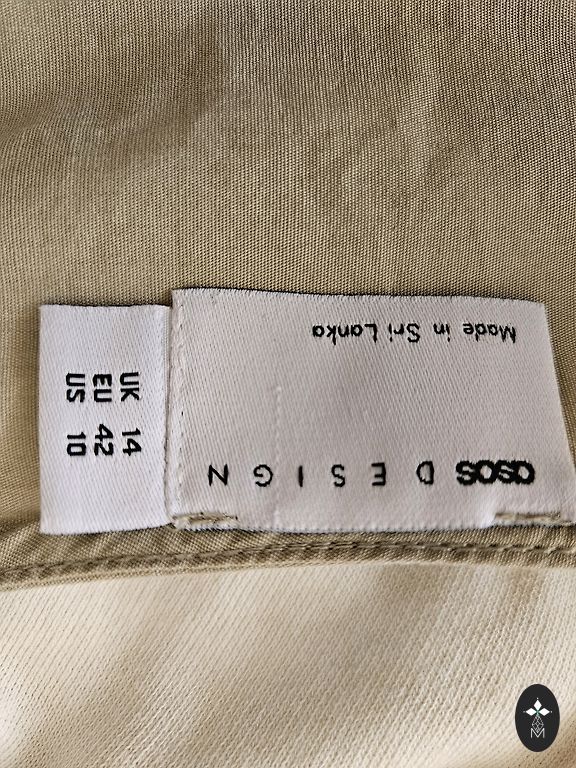 asos DESIGN
Made in Sri Lanka
UK 14
EU 42
US 10
M